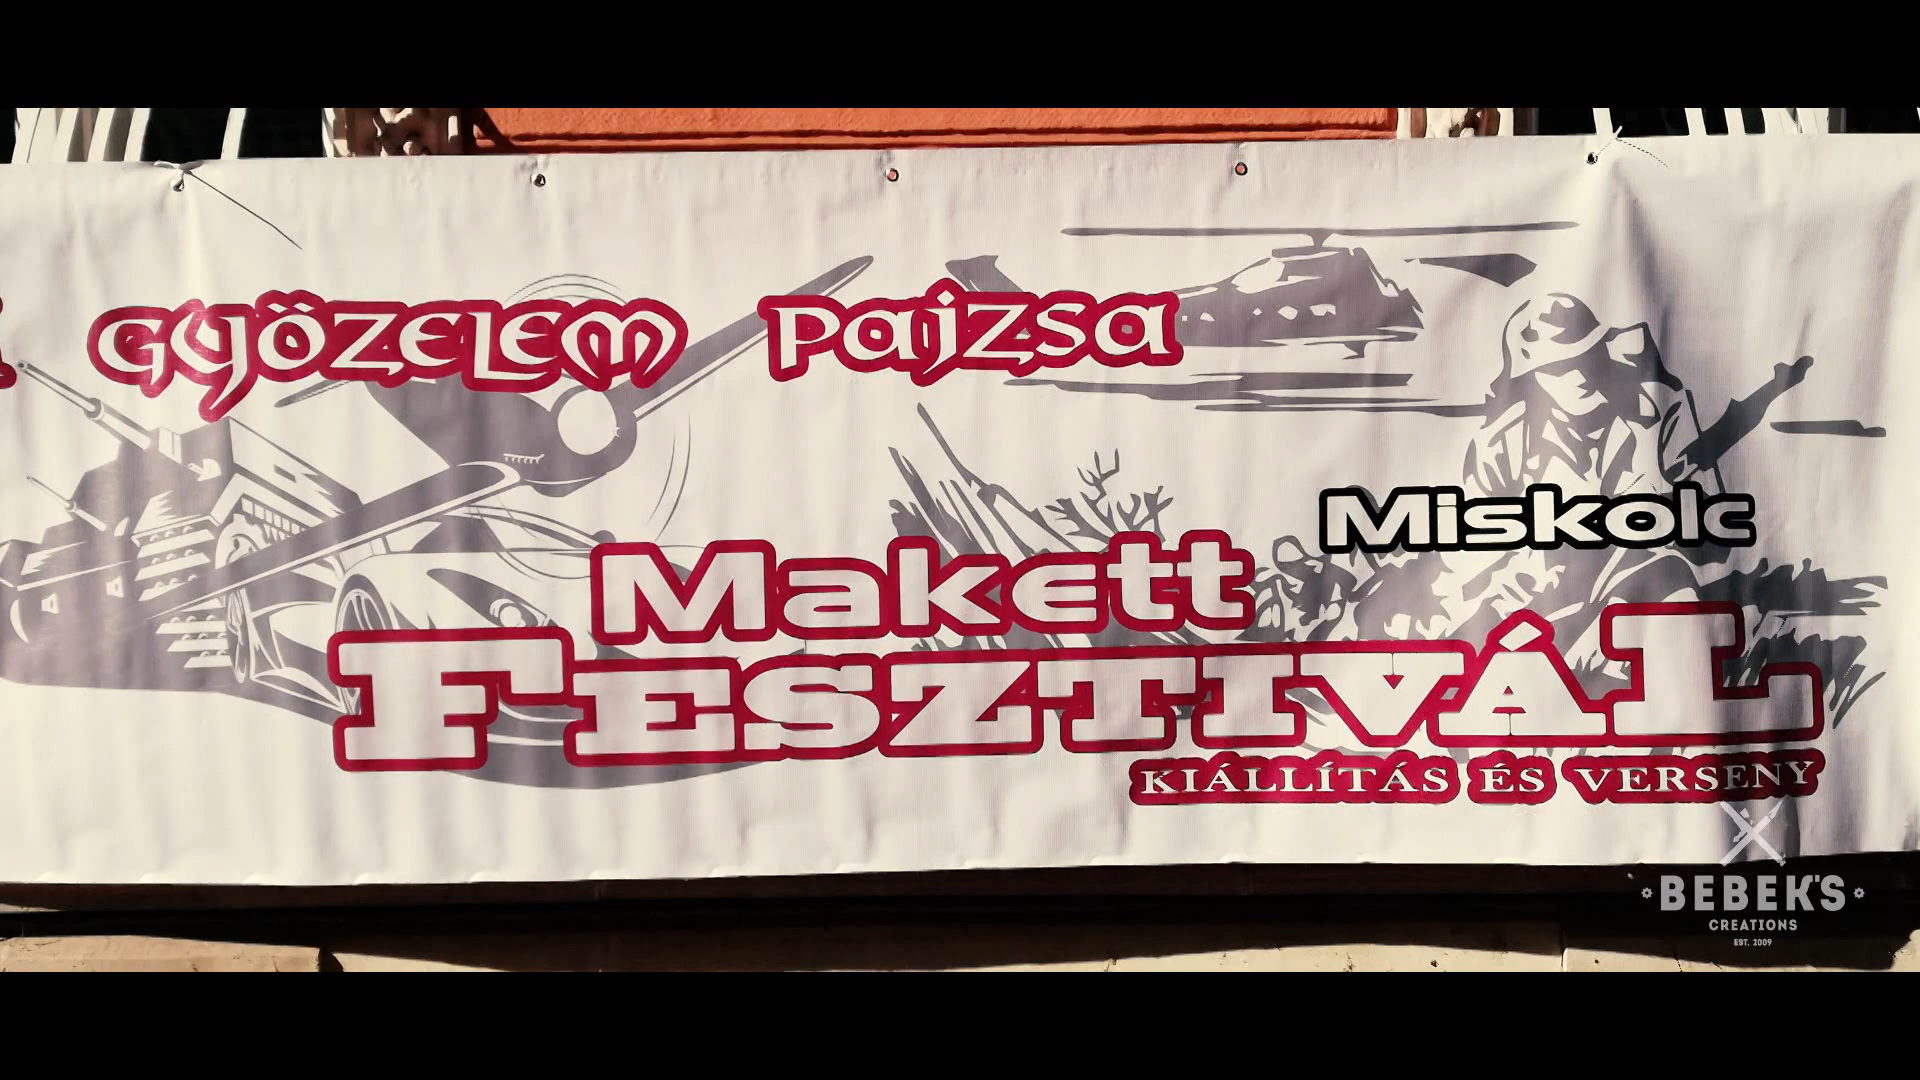 GYŐZELEM PAJZSA
Miskolc
Makett
FESZTIVÁL
KIÁLLÍTÁS ÉS VERSENY
BEBEK'S
CREATIONS
EST. 2009